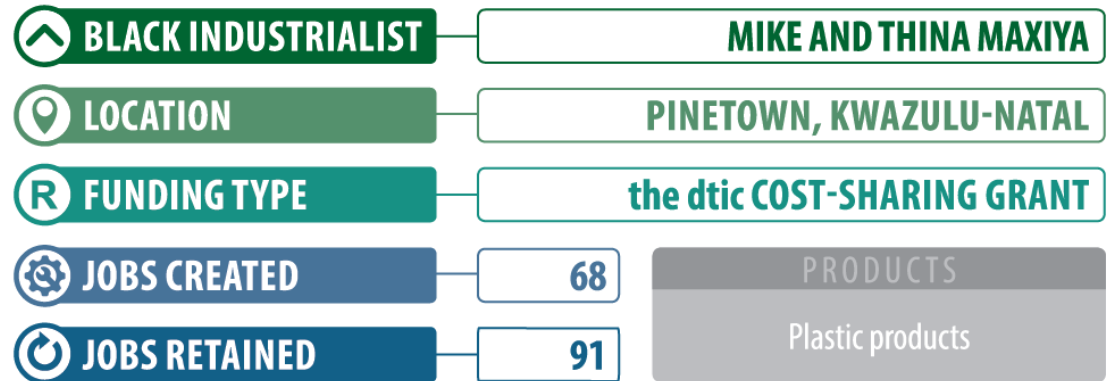 BLACK INDUSTRIALIST
MIKE AND THINA MAXIYA
LOCATION
PINETOWN, KWAZULU-NATAL
R
FUNDING TYPE
the dtic COST-SHARING GRANT
JOBS CREATED
68
JOBS RETAINED
91
PRODUCTS
Plastic products